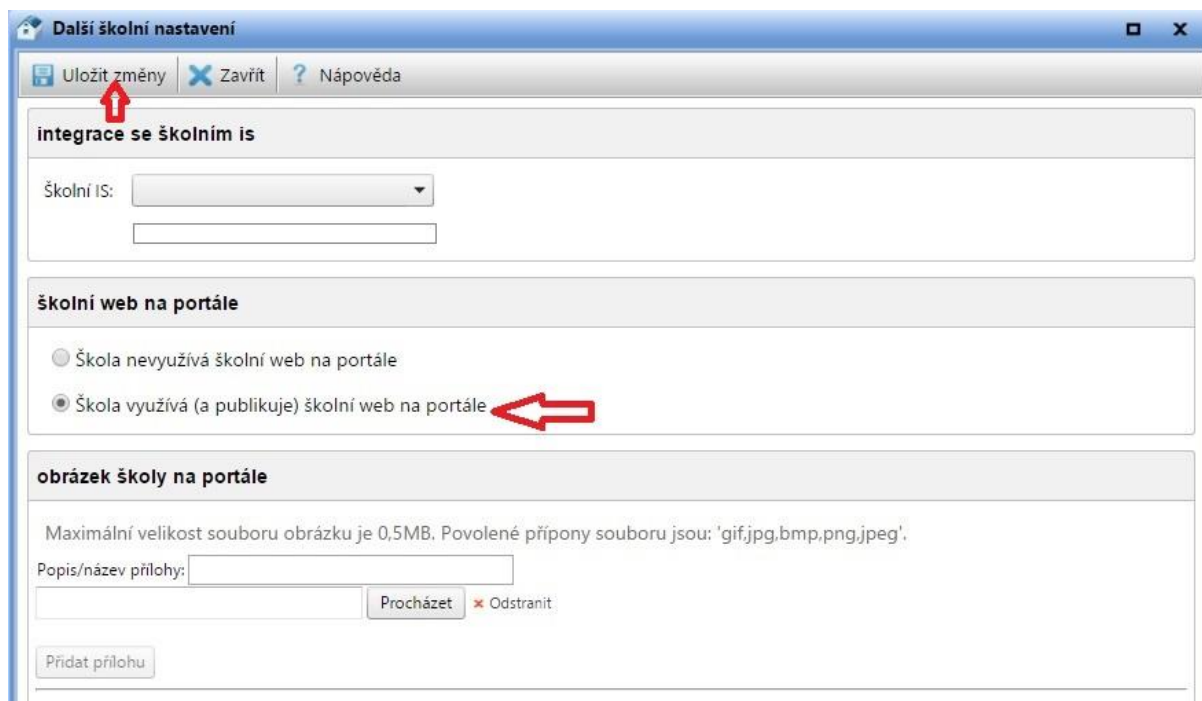 Další školní nastavení
Uložit změny Zavřít ? Nápověda
integrace se školním is
Školní IS:
školní web na portále
Škola nevyužívá školní web na portále
Škola využívá (a publikuje) školní web na portále
obrázek školy na portále
Maximální velikost souboru obrázku je 0,5MB. Povolené přípony souboru jsou: 'gif,jpg,bmp,png,jpeg'.
Popis/název přílohy:
Procházet × Odstranit
Přidat přílohu